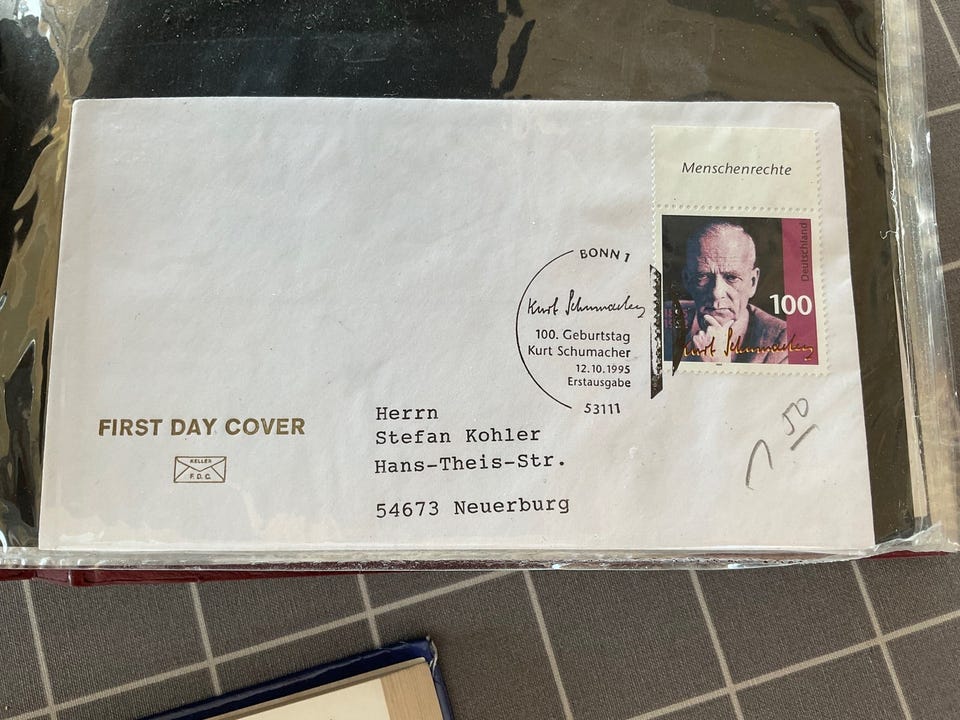 Menschenrechte
Deutschland
100
Kurt Schumacher
BONN 1
Kurt Schumacher
100. Geburtstag
Kurt Schumacher
12.10.1995
Erstausgabe
53111
FIRST DAY COVER
KELLER
F.D.C.
Herrn
Stefan Kohler
Hans-Theis-Str.
54673 Neuerburg